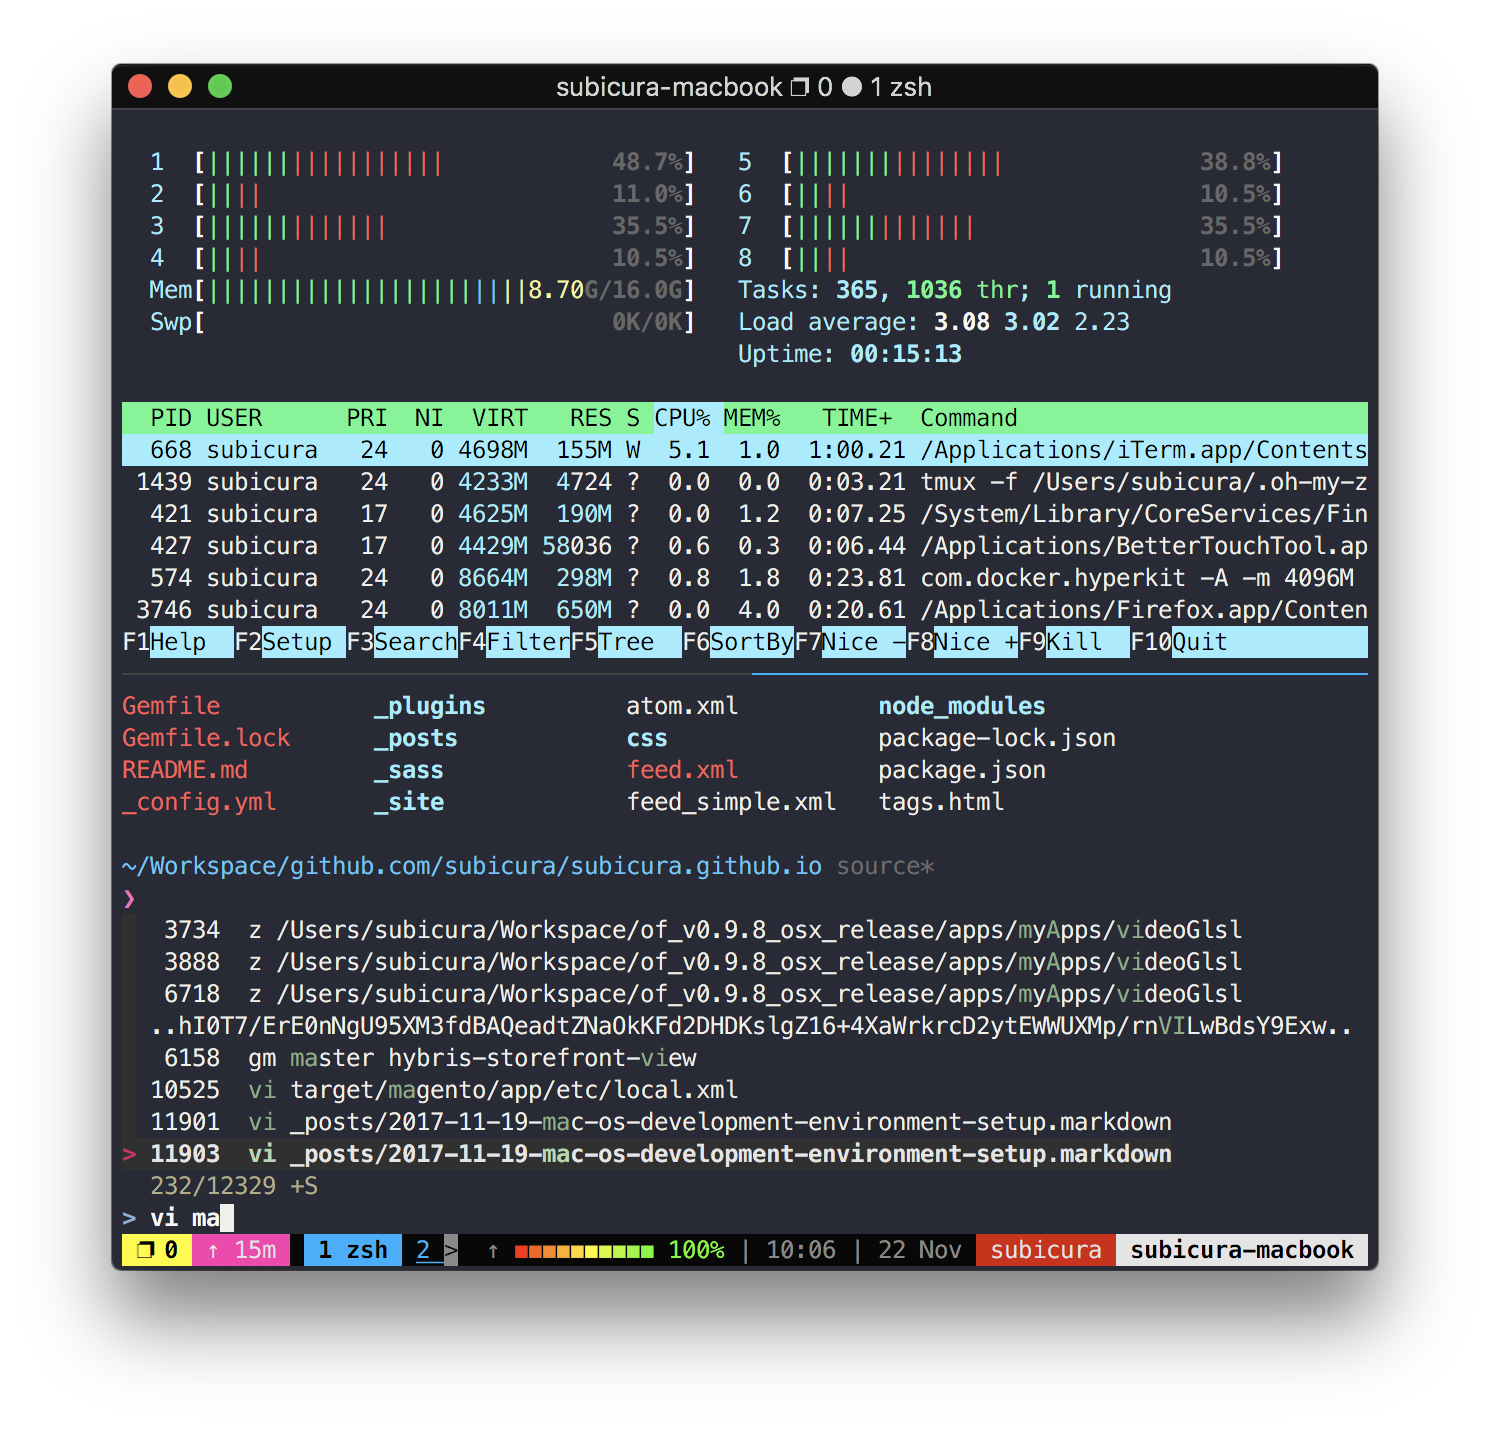 subicura-macbook ❐ 0 ● 1 zsh
1 [||||||||||||||||| 48.7%] 5 [||||||||||||||| 38.8%]
2 [|||| 11.0%] 6 [|||| 10.5%]
3 [||||||||||||| 35.5%] 7 [||||||||||||| 35.5%]
4 [|||| 10.5%] 8 [|||| 10.5%]
Mem[|||||||||||||||||||||||8.70G/16.0G] Tasks: 365, 1036 thr; 1 running
Swp[ 0K/0K] Load average: 3.08 3.02 2.23
Uptime: 00:15:13
PID USER PRI NI VIRT RES S CPU% MEM% TIME+ Command
668 subicura 24 0 4698M 155M W 5.1 1.0 1:00.21 /Applications/iTerm.app/Contents
1439 subicura 24 0 4233M 4724 ? 0.0 0.0 0:03.21 tmux -f /Users/subicura/.oh-my-z
421 subicura 17 0 4625M 190M ? 0.0 1.2 0:07.25 /System/Library/CoreServices/Fin
427 subicura 17 0 4429M 58036 ? 0.6 0.3 0:06.44 /Applications/BetterTouchTool.ap
574 subicura 24 0 8664M 298M ? 0.8 1.8 0:23.81 com.docker.hyperkit -A -m 4096M
3746 subicura 24 0 8011M 650M ? 0.0 4.0 0:20.61 /Applications/Firefox.app/Conten
F1Help F2Setup F3SearchF4FilterF5Tree F6SortByF7Nice -F8Nice +F9Kill F10Quit
Gemfile _plugins atom.xml node_modules
Gemfile.lock _posts css package-lock.json
README.md _sass feed.xml package.json
_config.yml _site feed_simple.xml tags.html
~/Workspace/github.com/subicura/subicura.github.io source*
❯
3734 z /Users/subicura/Workspace/of_v0.9.8_osx_release/apps/myApps/videoGlsl
3888 z /Users/subicura/Workspace/of_v0.9.8_osx_release/apps/myApps/videoGlsl
6718 z /Users/subicura/Workspace/of_v0.9.8_osx_release/apps/myApps/videoGlsl
..hI0T7/ErE0nNgU95XM3fdBAQeadtZNaOkKFd2DHDKslgZ16+4XaWrkrcD2ytEWWUXMp/rnVILwBdsY9Exw..
6158 gm master hybris-storefront-view
10525 vi target/magento/app/etc/local.xml
11901 vi _posts/2017-11-19-mac-os-development-environment-setup.markdown
> 11903 vi _posts/2017-11-19-mac-os-development-environment-setup.markdown
232/12329 +S
> vi ma
❐ 0 ↑ 15m 1 zsh 2 > ↑ ■■■■■■■■■■ 100% | 10:06 | 22 Nov subicura subicura-macbook